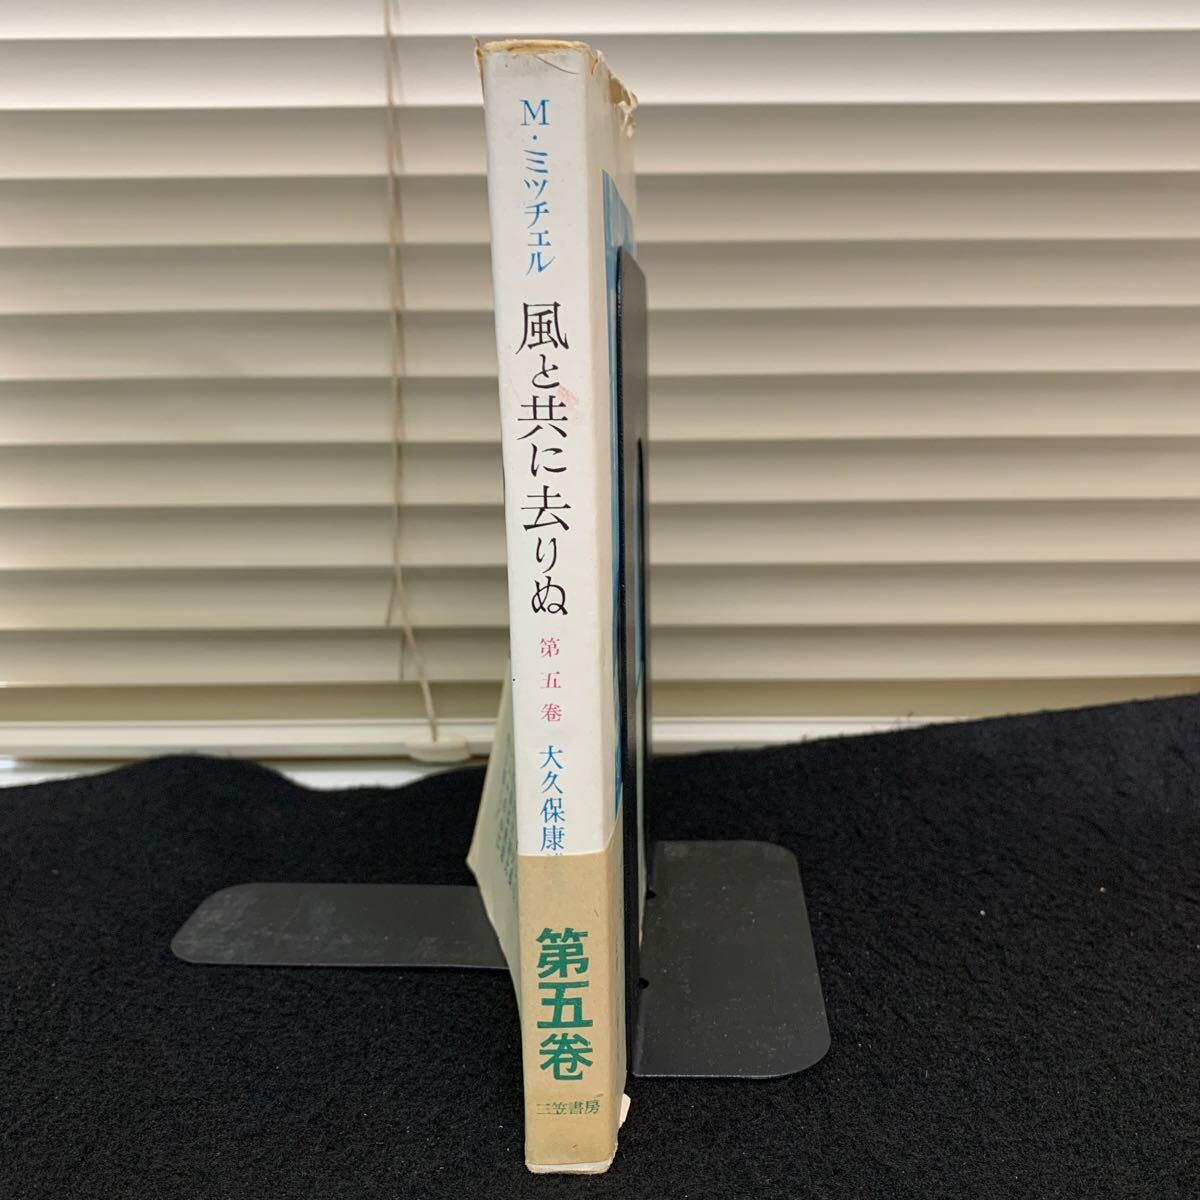 M・ミツチェル
風と共に去りぬ
第五巻
大久保康
第五巻
三笠書房